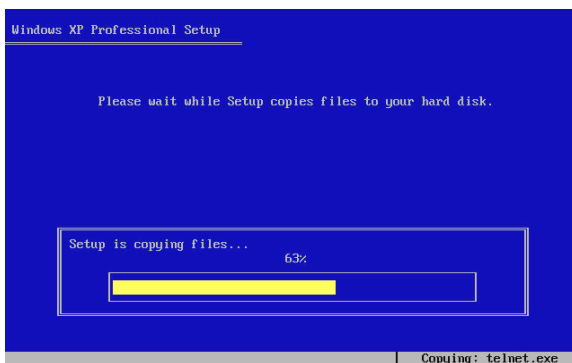 Windows XP Professional Setup
Please wait while Setup copies files to your hard disk.
Setup is copying files...
63%
Copying: telnet.exe